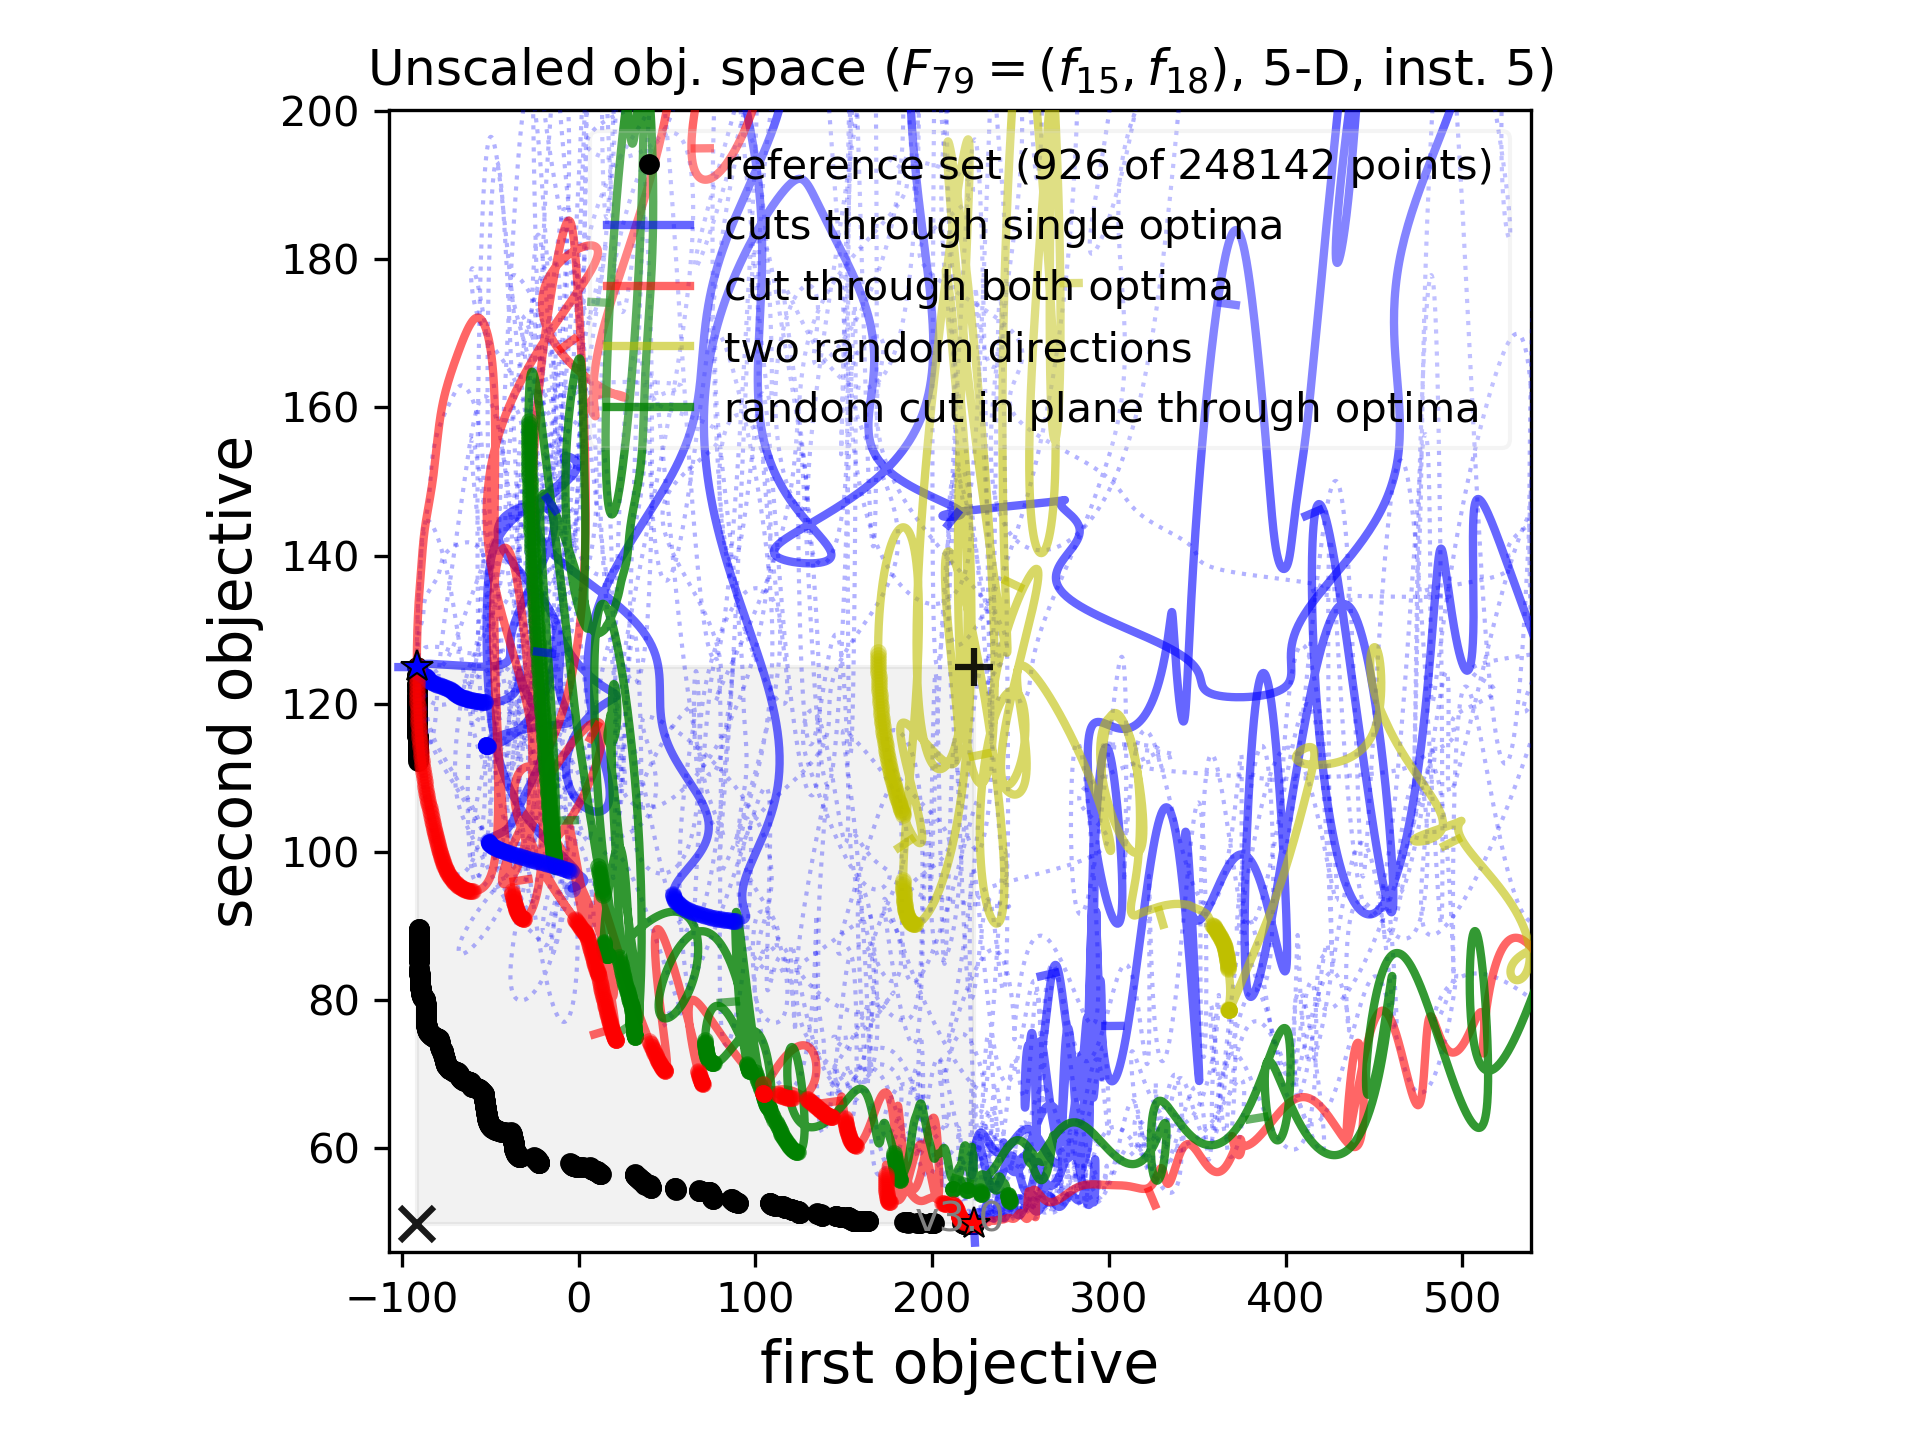 Unscaled obj. space (F₇₉ = (f₁₅, f₁₈), 5-D, inst. 5)
200
180
160
140
120
100
80
60
second objective
reference set (926 of 248142 points)
cuts through single optima
cut through both optima
two random directions
random cut in plane through optima
v3.0
−100 0 100 200 300 400 500
first objective